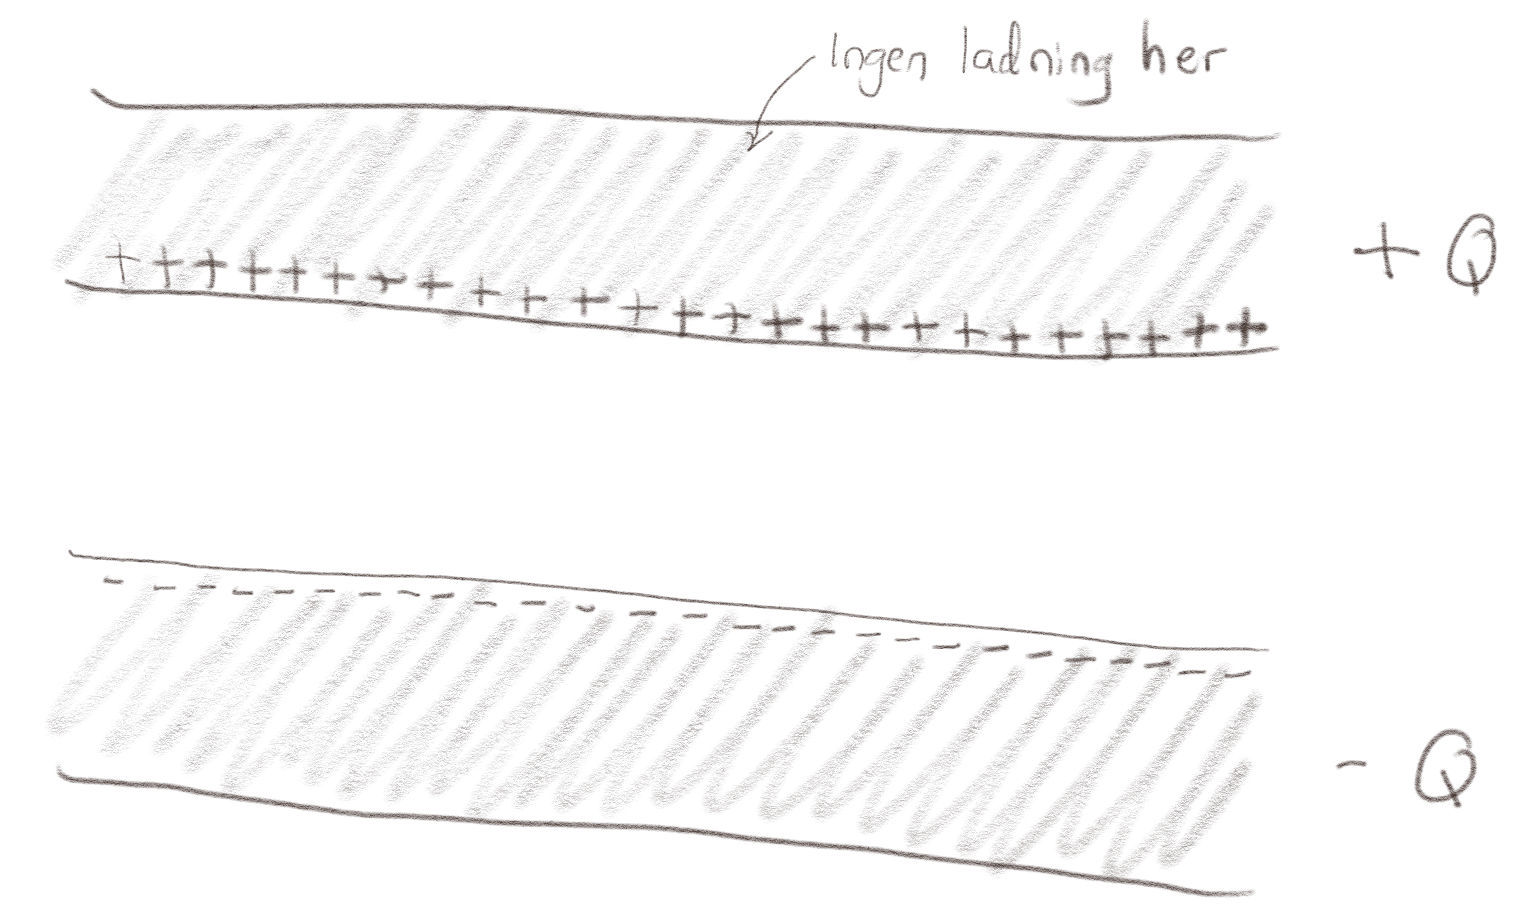 Ingen ladning her
+ + + + + + + + + + + + + + + + + + + + + + + + +
+ Q
- - - - - - - - - - - - - - - - - - - - - - - - - -
- Q